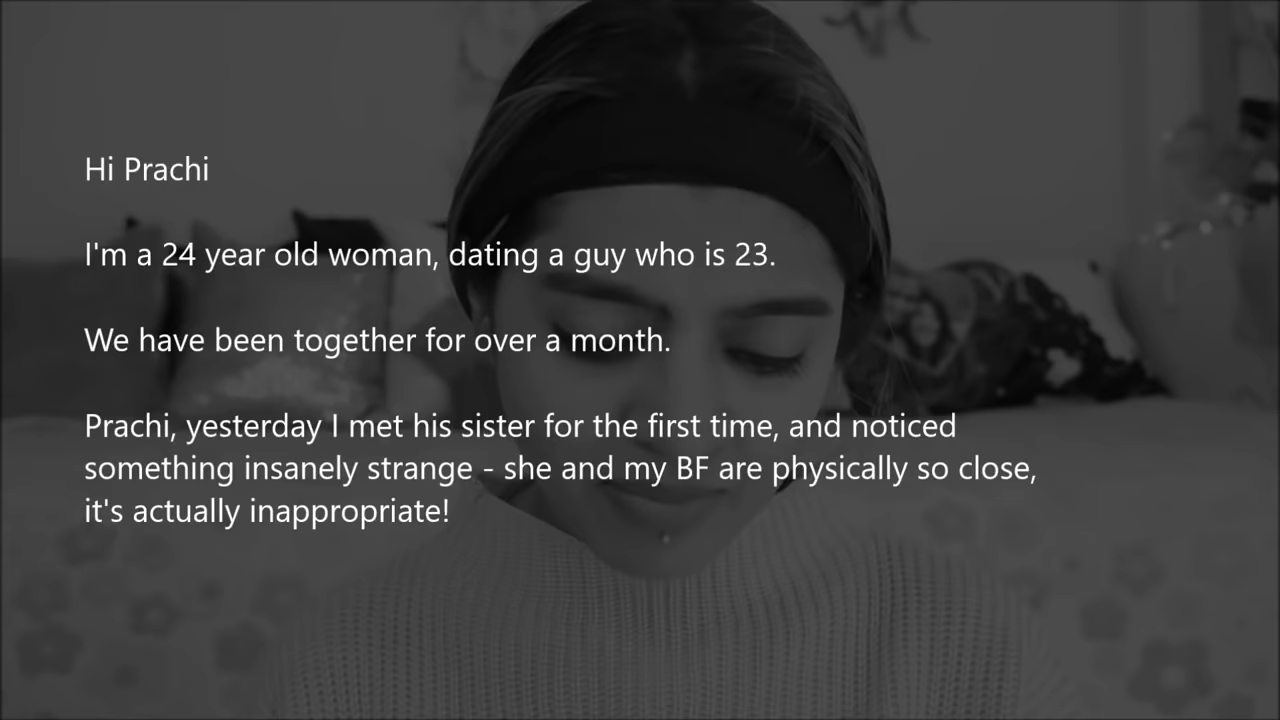 Hi Prachi
I'm a 24 year old woman, dating a guy who is 23.
We have been together for over a month.
Prachi, yesterday I met his sister for the first time, and noticed
something insanely strange - she and my BF are physically so close,
it's actually inappropriate!